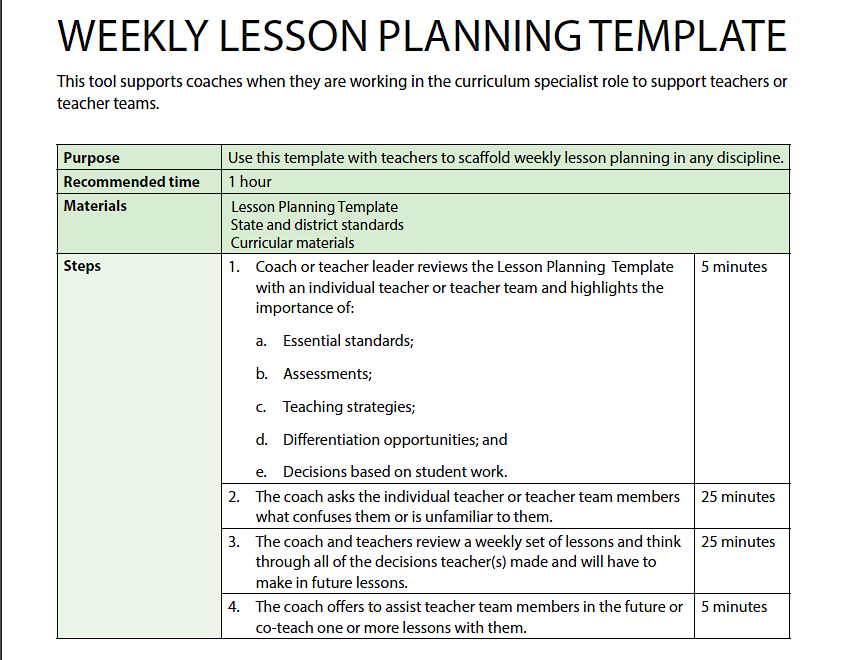 WEEKLY LESSON PLANNING TEMPLATE
This tool supports coaches when they are working in the curriculum specialist role to support teachers or
teacher teams.
Purpose
Use this template with teachers to scaffold weekly lesson planning in any discipline.
Recommended time
1 hour
Materials
Lesson Planning Template
State and district standards
Curricular materials
Steps
1. Coach or teacher leader reviews the Lesson Planning Template
with an individual teacher or teacher team and highlights the
importance of:
a. Essential standards;
b. Assessments;
c. Teaching strategies;
d. Differentiation opportunities; and
e. Decisions based on student work.
5 minutes
2. The coach asks the individual teacher or teacher team members
what confuses them or is unfamiliar to them.
25 minutes
3. The coach and teachers review a weekly set of lessons and think
through all of the decisions teacher(s) made and will have to
make in future lessons.
25 minutes
4. The coach offers to assist teacher team members in the future or
co-teach one or more lessons with them.
5 minutes